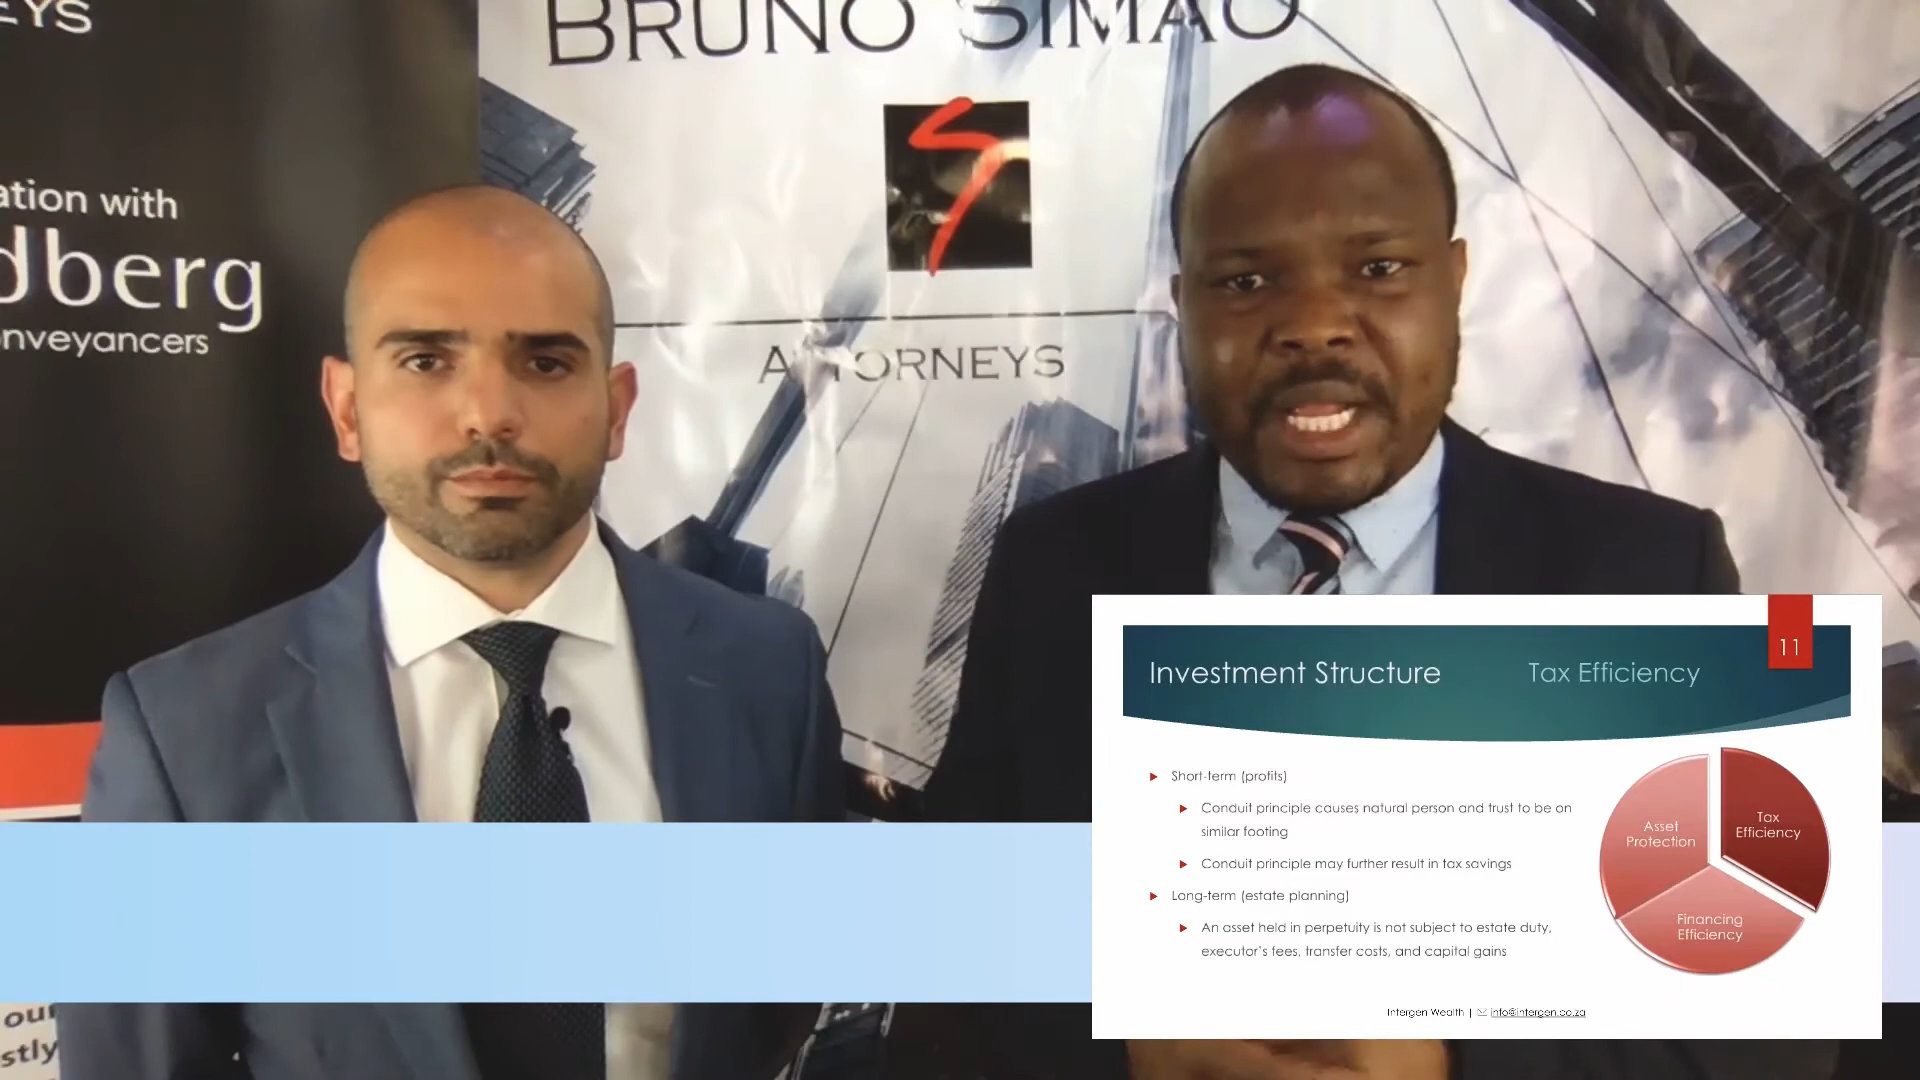 EYS
ation with
dberg
onveyancers
our
stly
BRUNO SIMAO
ATTORNEYS
11
Investment Structure
Tax Efficiency
Short-term (profits)
Conduit principle causes natural person and trust to be on
similar footing
Conduit principle may further result in tax savings
Long-term (estate planning)
An asset held in perpetuity is not subject to estate duty,
executor's fees, transfer costs, and capital gains
Asset
Protection
Tax
Efficiency
Financing
Efficiency
Intergen Wealth | info@intergen.co.za